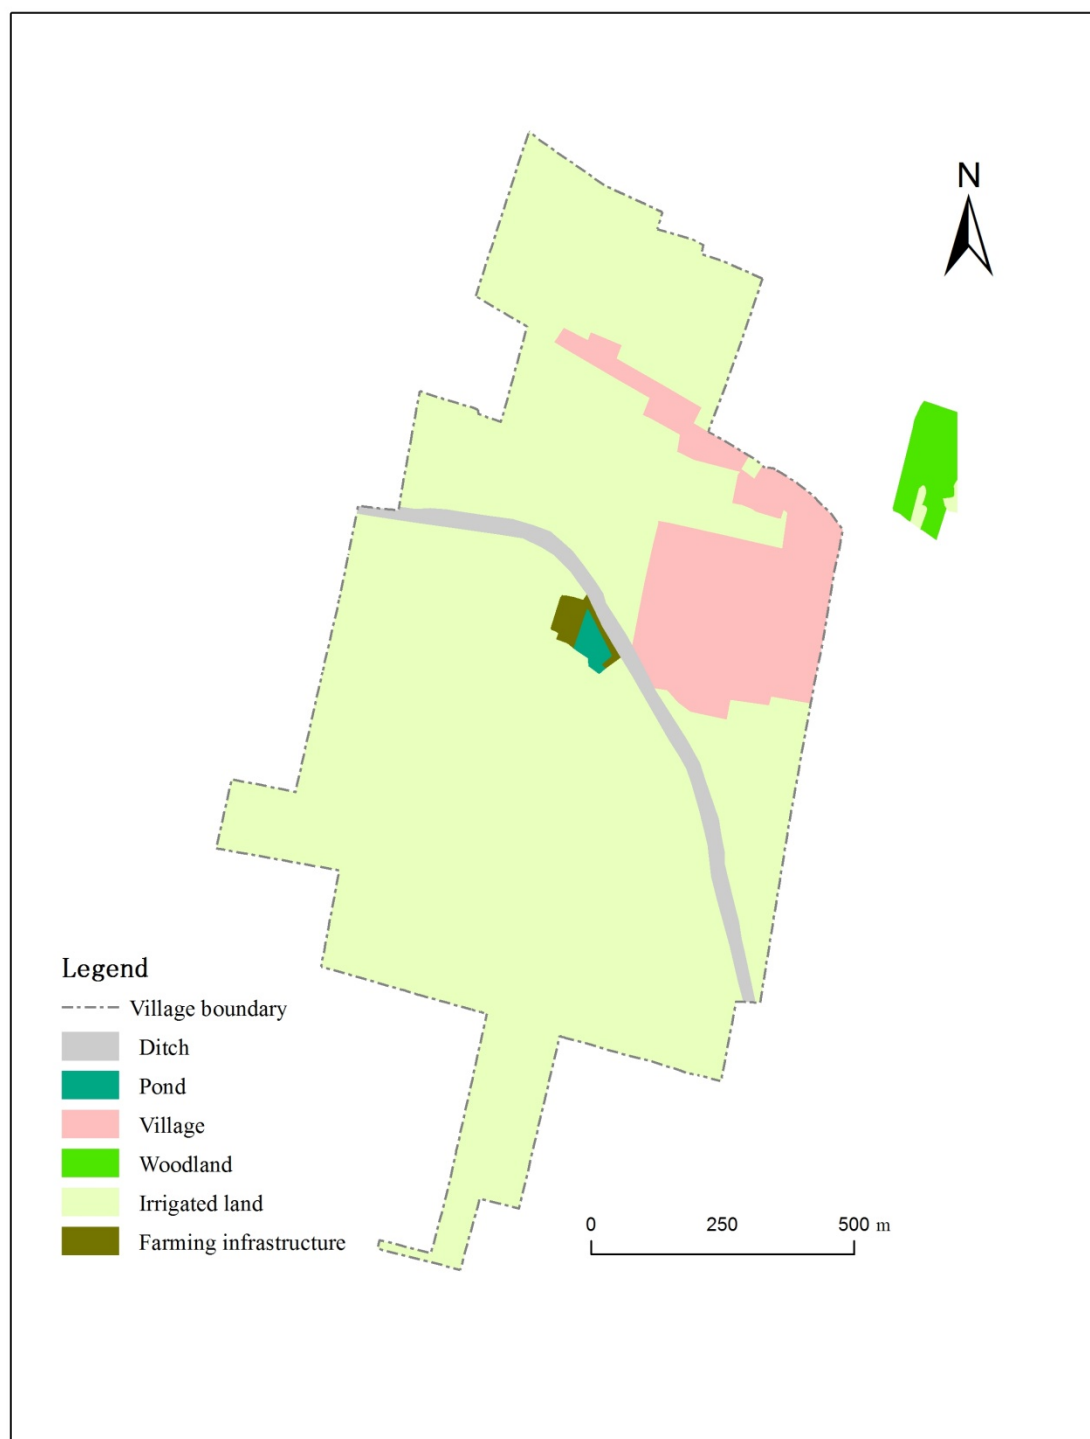 N
Legend
Village boundary
Ditch
Pond
Village
Woodland
Irrigated land
Farming infrastructure
0 250 500 m